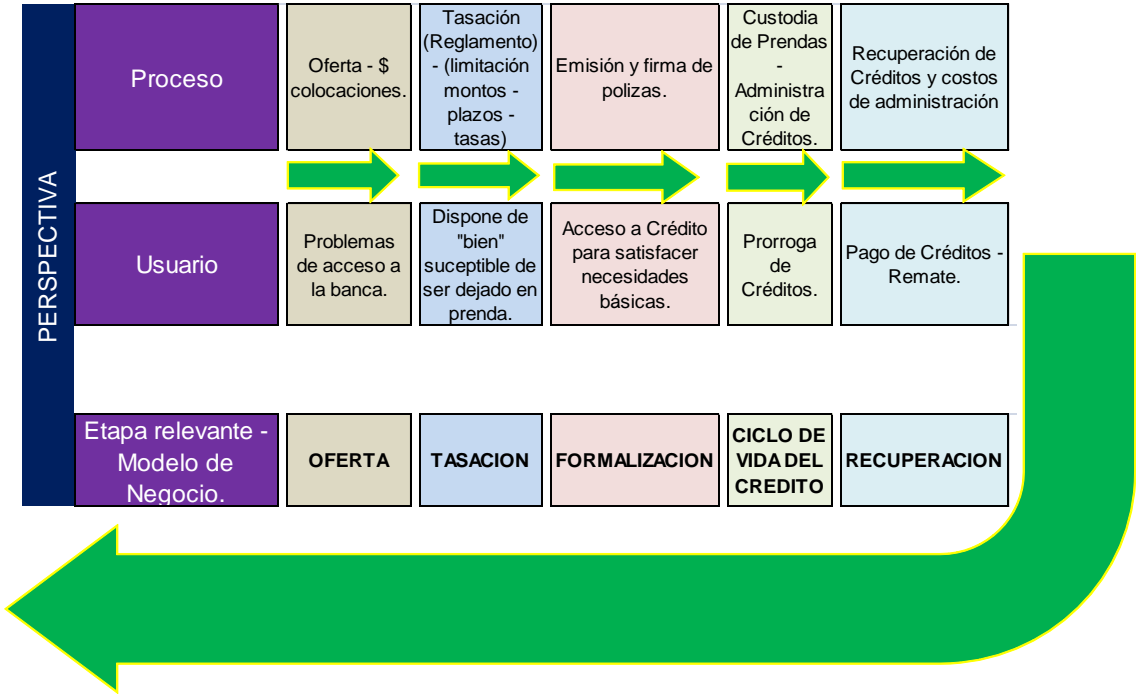 PERSPECTIVA
Proceso
Oferta - $
colocaciones.
Tasación
(Reglamento)
- (limitación
montos -
plazos -
tasas)
Emisión y firma de
polizas.
Custodia
de Prendas
-
Administra
ción de
Créditos.
Recuperación de
Créditos y costos
de administración
Usuario
Problemas
de acceso a
la banca.
Dispone de
"bien"
suceptible de
ser dejado en
prenda.
Acceso a Crédito
para satisfacer
necesidades
básicas.
Prorroga
de
Créditos.
Pago de Créditos -
Remate.
Etapa relevante -
Modelo de
Negocio.
OFERTA
TASACION
FORMALIZACION
CICLO DE
VIDA DEL
CREDITO
RECUPERACION